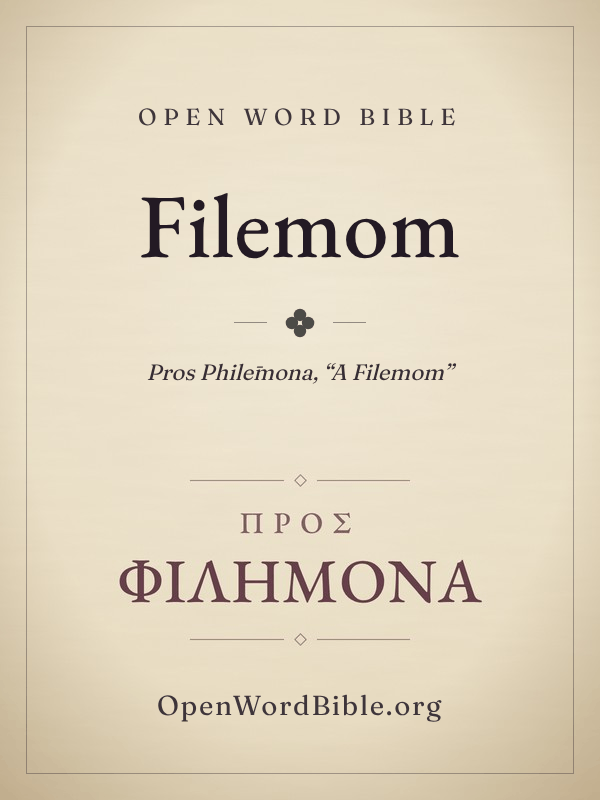 OPEN WORD BIBLE
Filemom
Pros Philēmona, “A Filemom”
ΠΡΟΣ
ΦΙΛΗΜΟΝΑ
OpenWordBible.org